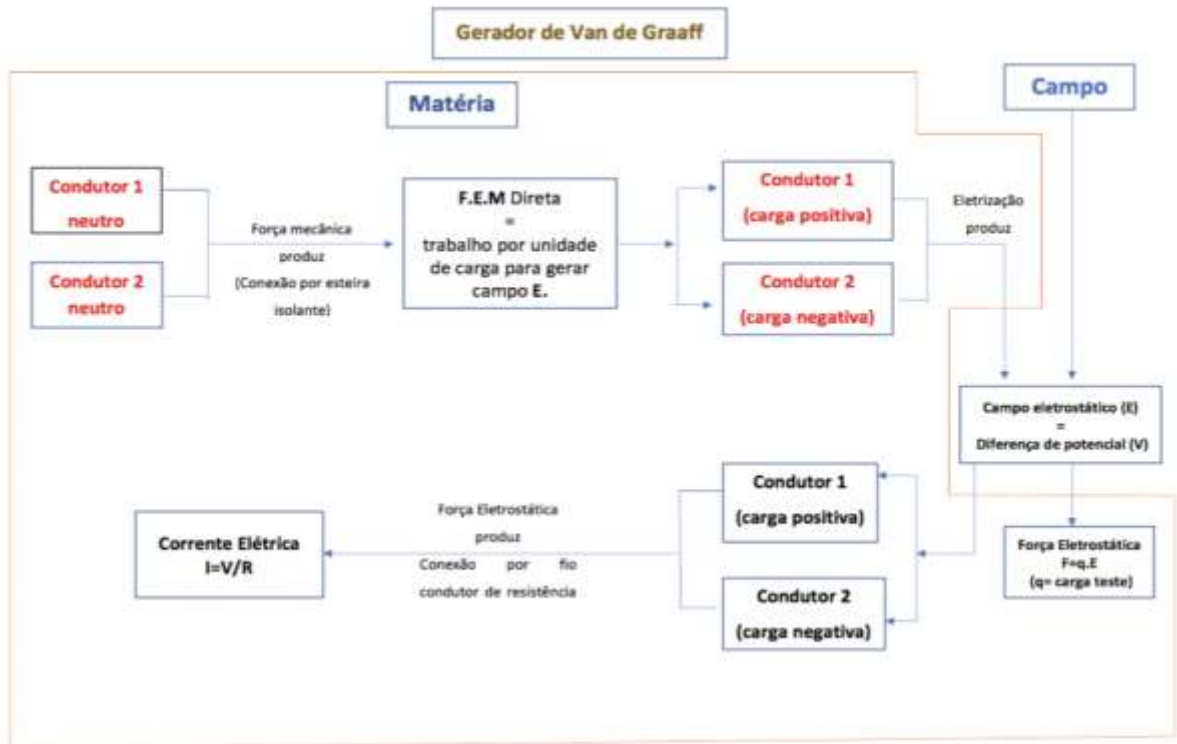 Gerador de Van de Graaff
Matéria
Campo
Condutor 1
neutro
Condutor 2
neutro
Força mecânica
produz
(Conexão por esteira
isolante)
F.E.M Direta
=
trabalho por unidade
de carga para gerar
campo E.
Condutor 1
(carga positiva)
Condutor 2
(carga negativa)
Eletrização
produz
Campo eletrostático (E)
=
Diferença de potencial (V)
Força Eletrostática
F=q.E
(q= carga teste)
Condutor 1
(carga positiva)
Condutor 2
(carga negativa)
Força Eletrostática
produz
Conexão por fio
condutor de resistência
Corrente Elétrica
I=V/R